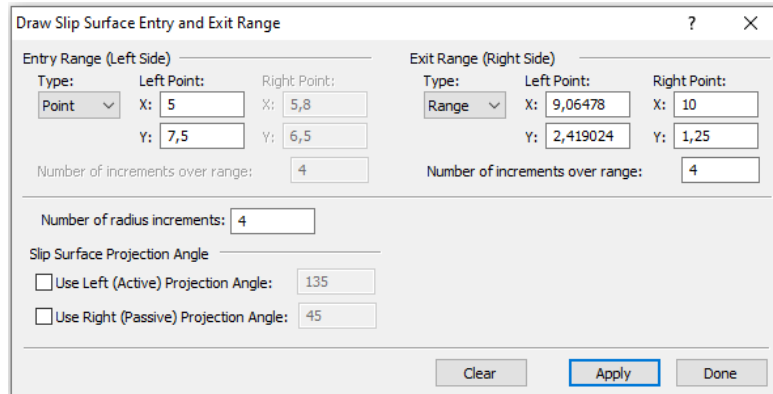 Draw Slip Surface Entry and Exit Range ? ×
Entry Range (Left Side)
Type: Left Point: Right Point:
Point X: 5 X: 5,8
Y: 7,5 Y: 6,5
Number of increments over range: 4
Exit Range (Right Side)
Type: Left Point: Right Point:
Range X: 9,06478 X: 10
Y: 2,419024 Y: 1,25
Number of increments over range: 4
Number of radius increments: 4
Slip Surface Projection Angle
Use Left (Active) Projection Angle: 135
Use Right (Passive) Projection Angle: 45
Clear Apply Done